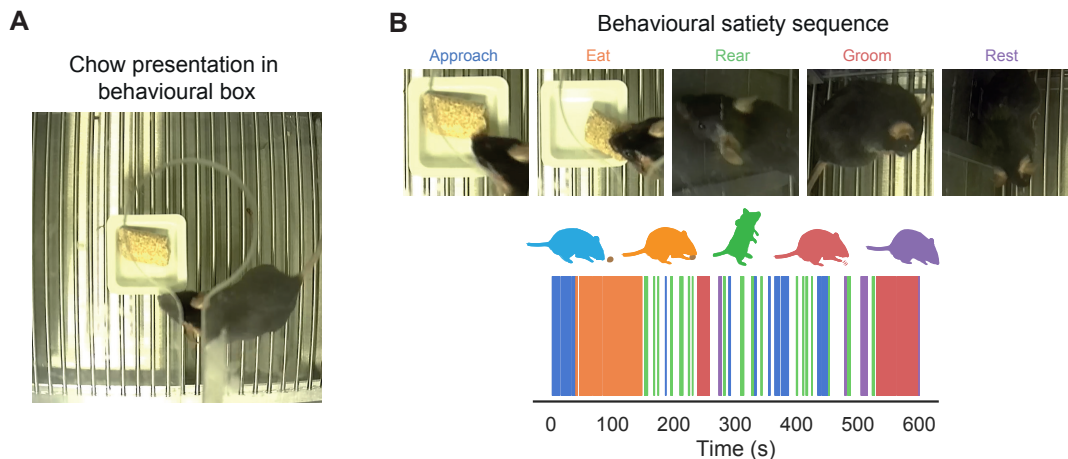 A
Chow presentation in
behavioural box
B
Behavioural satiety sequence
Approach Eat Rear Groom Rest
0 100 200 300 400 500 600
Time (s)